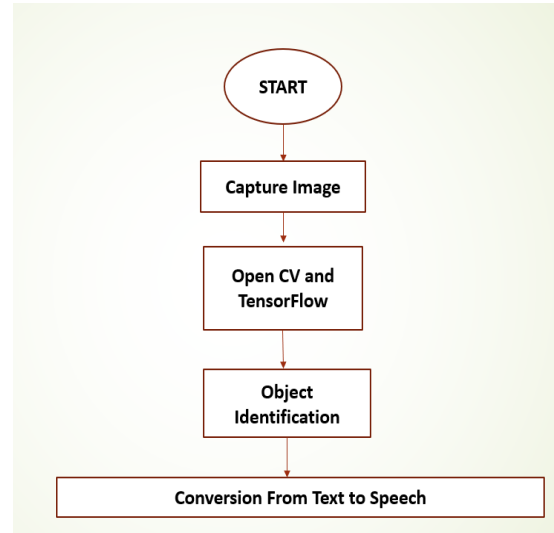 START
Capture Image
Open CV and
TensorFlow
Object
Identification
Conversion From Text to Speech